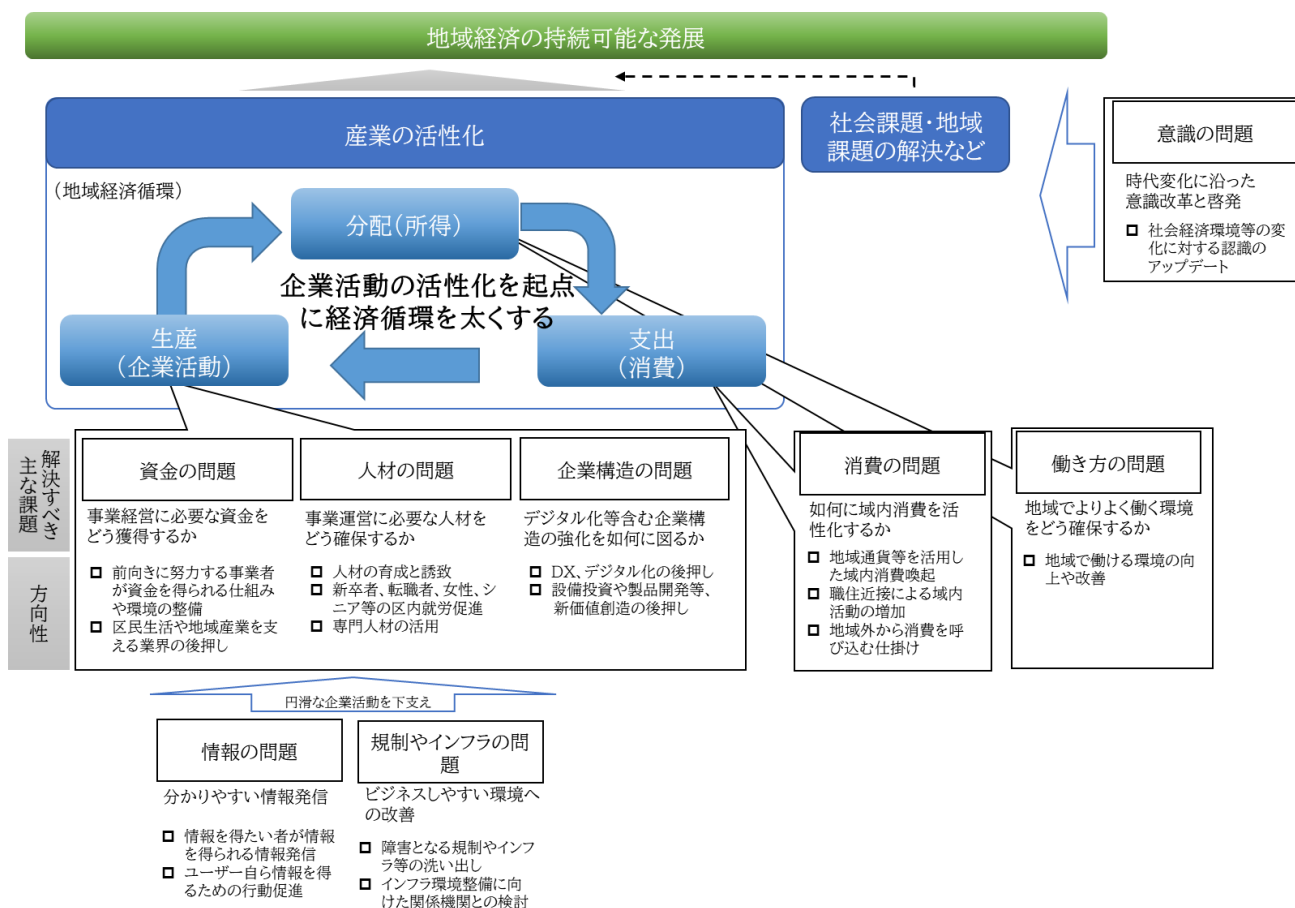 地域経済の持続可能な発展
産業の活性化
社会課題・地域
課題の解決など
意識の問題
時代変化に沿った
意識改革と啓発
社会経済環境等の変
化に対する認識の
アップデート
（地域経済循環）
分配（所得）
企業活動の活性化を起点
に経済循環を太くする
生産
（企業活動）
支出
（消費）
解決すべき
主な課題
方向性
資金の問題
事業経営に必要な資金を
どう獲得するか
前向きに努力する事業者
が資金を得られる仕組み
や環境の整備
区民生活や地域産業を支
える業界の後押し
人材の問題
事業運営に必要な人材を
どう確保するか
人材の育成と誘致
新卒者、転職者、女性、シ
ニア等の区内就労促進
専門人材の活用
企業構造の問題
デジタル化等含む企業構
造の強化を如何に図るか
DX、デジタル化の後押し
設備投資や製品開発等、
新価値創造の後押し
消費の問題
如何に域内消費を活
性化するか
地域通貨等を活用し
た域内消費喚起
職住近接による域内
活動の増加
地域外から消費を呼
び込む仕掛け
働き方の問題
地域でよりよく働く環境
をどう確保するか
地域で働ける環境の向
上や改善
円滑な企業活動を下支え
情報の問題
分かりやすい情報発信
情報を得たい者が情報
を得られる情報発信
ユーザー自ら情報を得
るための行動促進
規制やインフラの問
題
ビジネスしやすい環境へ
の改善
障害となる規制やインフ
ラ等の洗い出し
インフラ環境整備に向
けた関係機関との検討